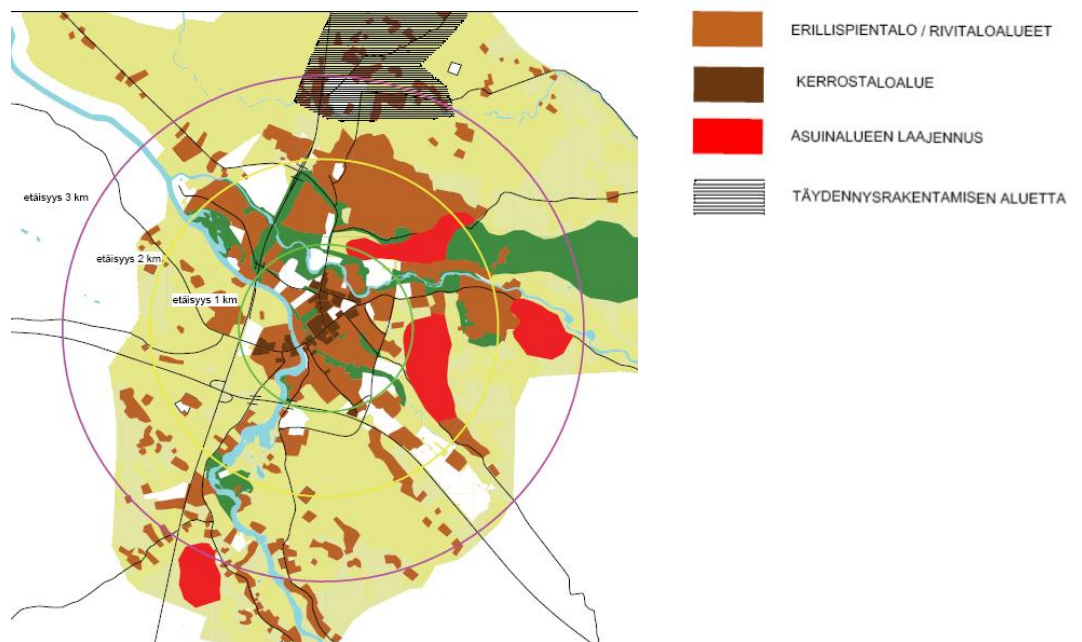 ERILLISPIENTALO / RIVITALOALUEET
KERROSTALOALUE
ASUINALUEEN LAAJENNUS
TÄYDENNYSRAKENTAMISEN ALUETTA
etäisyys 3 km
etäisyys 2 km
etäisyys 1 km